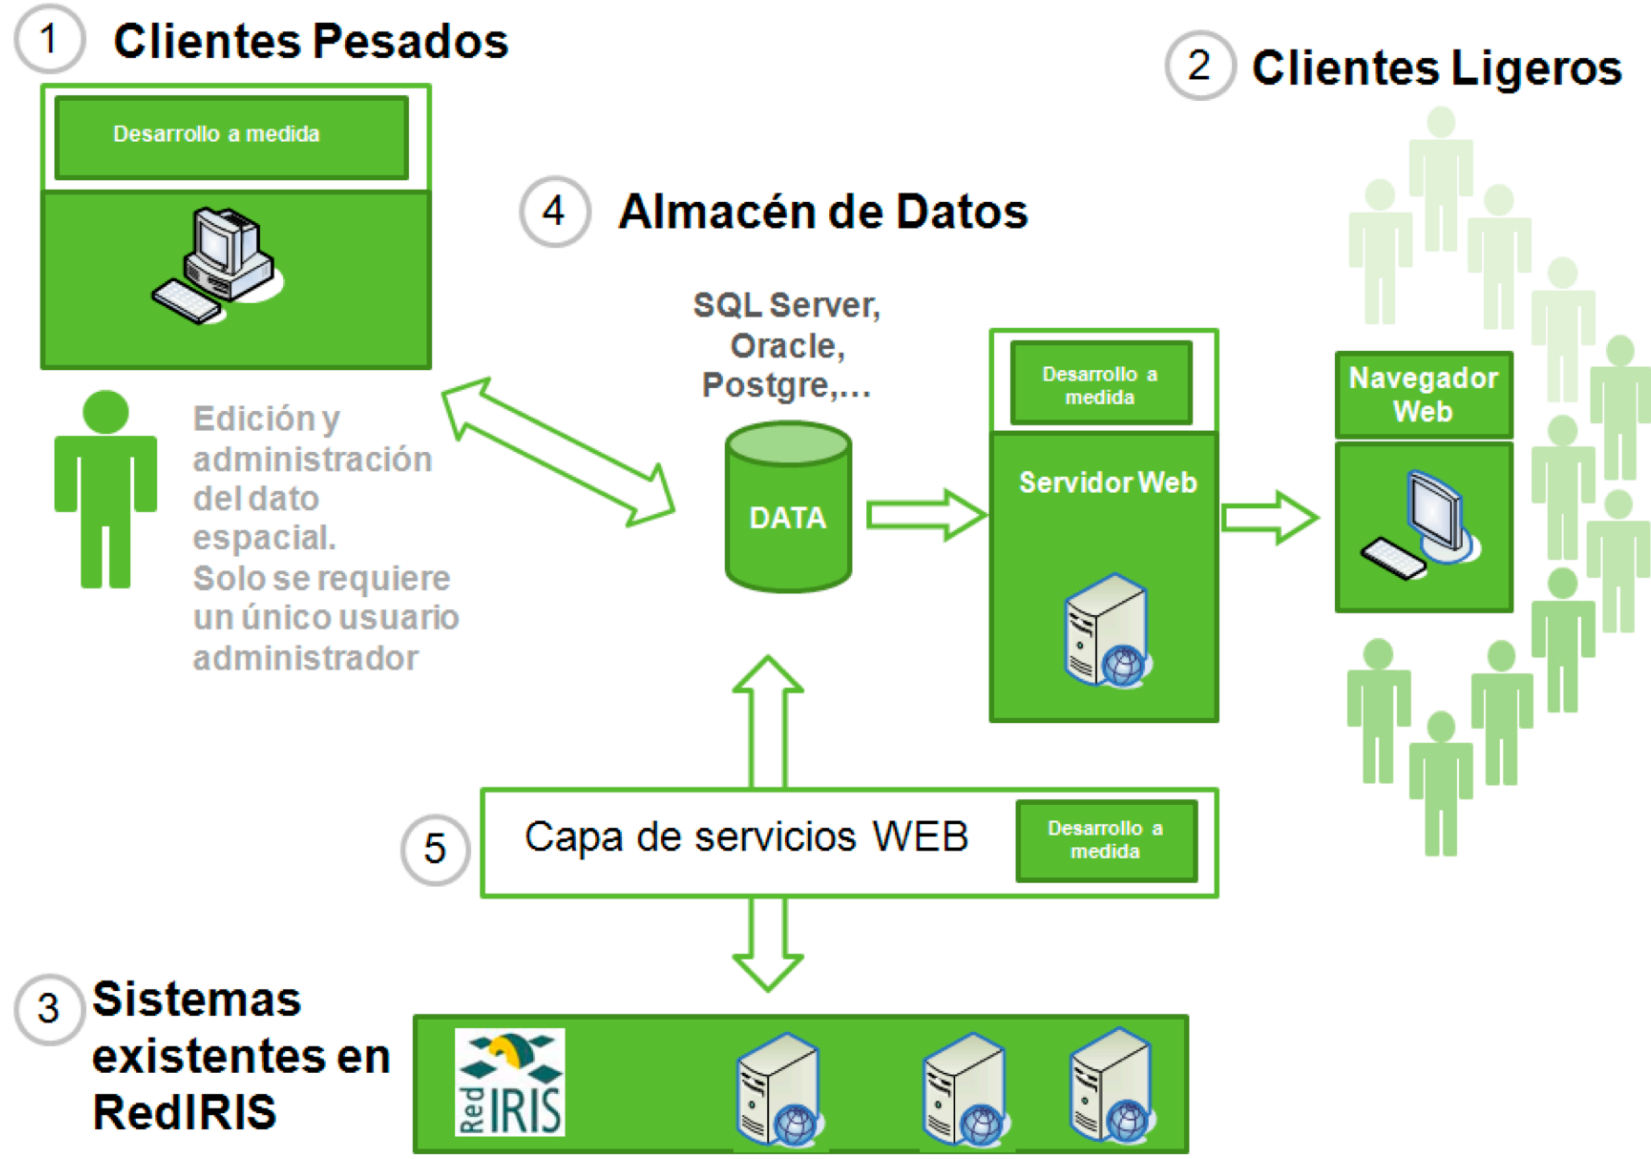 1 Clientes Pesados
Desarrollo a medida
Edición y
administración
del dato
espacial.
Solo se requiere
un único usuario
administrador
4 Almacén de Datos
SQL Server,
Oracle,
Postgre,...
DATA
Desarrollo a
medida
Servidor Web
2 Clientes Ligeros
Navegador
Web
5 Capa de servicios WEB
Desarrollo a
medida
3 Sistemas
existentes en
RedIRIS
Red IRIS